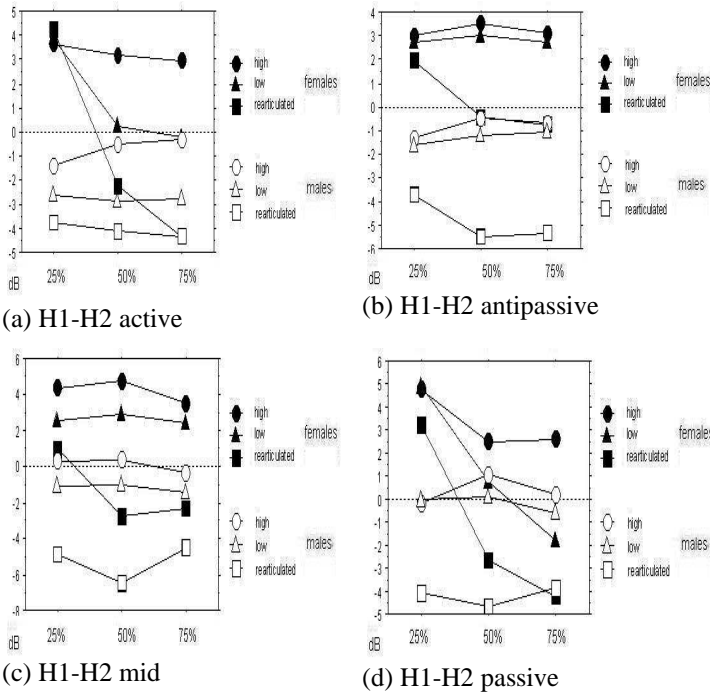 5
4
3
2
1
0
-1
-2
-3
-4
-5
dB
25%
50%
75%
high
low
rearticulated
females
high
low
rearticulated
males
(a) H1-H2 active
4
3
2
1
0
-1
-2
-3
-4
-5
-6
dB
25%
50%
75%
high
low
rearticulated
females
high
low
rearticulated
males
(b) H1-H2 antipassive
6
4
2
0
-2
-4
-6
-8
dB
25%
50%
75%
high
low
rearticulated
females
high
low
rearticulated
males
(c) H1-H2 mid
6
5
4
3
2
1
0
-1
-2
-3
-4
-5
dB
25%
50%
75%
high
low
rearticulated
females
high
low
rearticulated
males
(d) H1-H2 passive